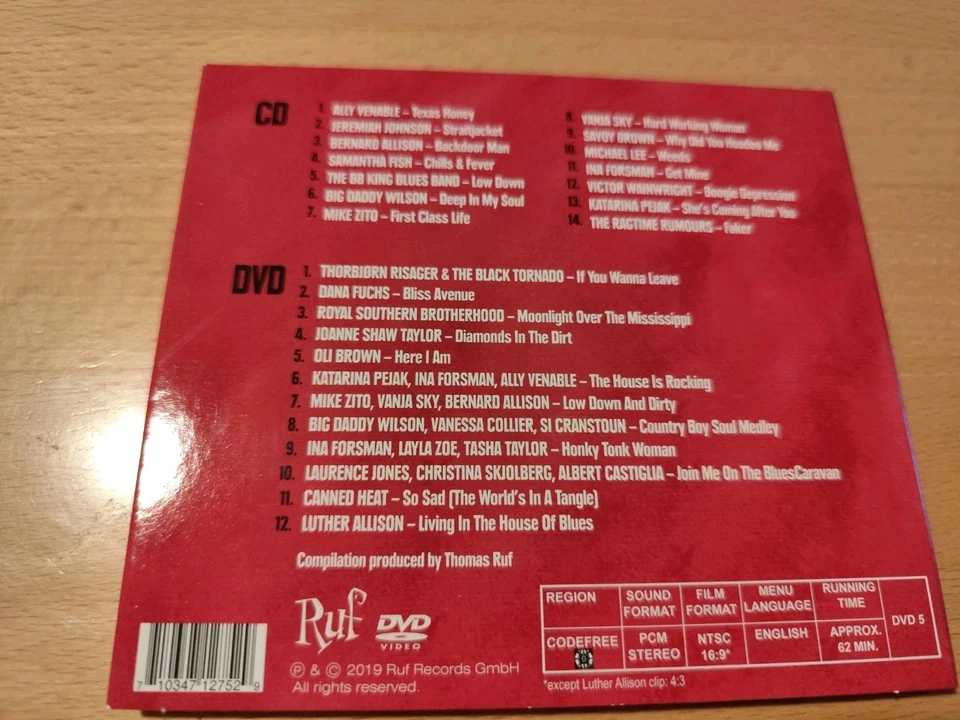 CD
1. ALLY VENABLE – Texas Honey
2. JEREMIAH JOHNSON – Straitjacket
3. BERNARD ALLISON – Backdoor Man
4. SAMANTHA FISH – Chills & Fever
5. THE BB KING BLUES BAND – Low Down
6. BIG DADDY WILSON – Deep In My Soul
7. MIKE ZITO – First Class Life
8. VANJA SKY – Hard Working Woman
9. SAVOY BROWN – Why Did You Hoodoo Me
10. MICHAEL LEE – Weeds
11. INA FORSMAN – Get Mine
12. VICTOR WAINWRIGHT – Boogie Depression
13. KATARINA PEJAK – She's Coming After You
14. THE RAGTIME RUMOURS – Faker
DVD
1. THORBJØRN RISAGER & THE BLACK TORNADO – If You Wanna Leave
2. DANA FUCHS – Bliss Avenue
3. ROYAL SOUTHERN BROTHERHOOD – Moonlight Over The Mississippi
4. JOANNE SHAW TAYLOR – Diamonds In The Dirt
5. OLI BROWN – Here I Am
6. KATARINA PEJAK, INA FORSMAN, ALLY VENABLE – The House Is Rocking
7. MIKE ZITO, VANJA SKY, BERNARD ALLISON – Low Down And Dirty
8. BIG DADDY WILSON, VANESSA COLLIER, SI CRANSTOUN – Country Boy Soul Medley
9. INA FORSMAN, LAYLA ZOE, TASHA TAYLOR – Honky Tonk Woman
10. LAURENCE JONES, CHRISTINA SKJOLBERG, ALBERT CASTIGLIA – Join Me On The BluesCaravan
11. CANNED HEAT – So Sad (The World's In A Tangle)
12. LUTHER ALLISON – Living In The House Of Blues
Compilation produced by Thomas Ruf
Ruf DVD VIDEO
℗ & © 2019 Ruf Records GmbH
All rights reserved.
7 10347 12752 9
REGION SOUND FORMAT FILM FORMAT MENU LANGUAGE RUNNING TIME DVD 5
CODEFREE 0 PCM STEREO NTSC 16:9* ENGLISH APPROX. 62 MIN.
*except Luther Allison clip: 4:3